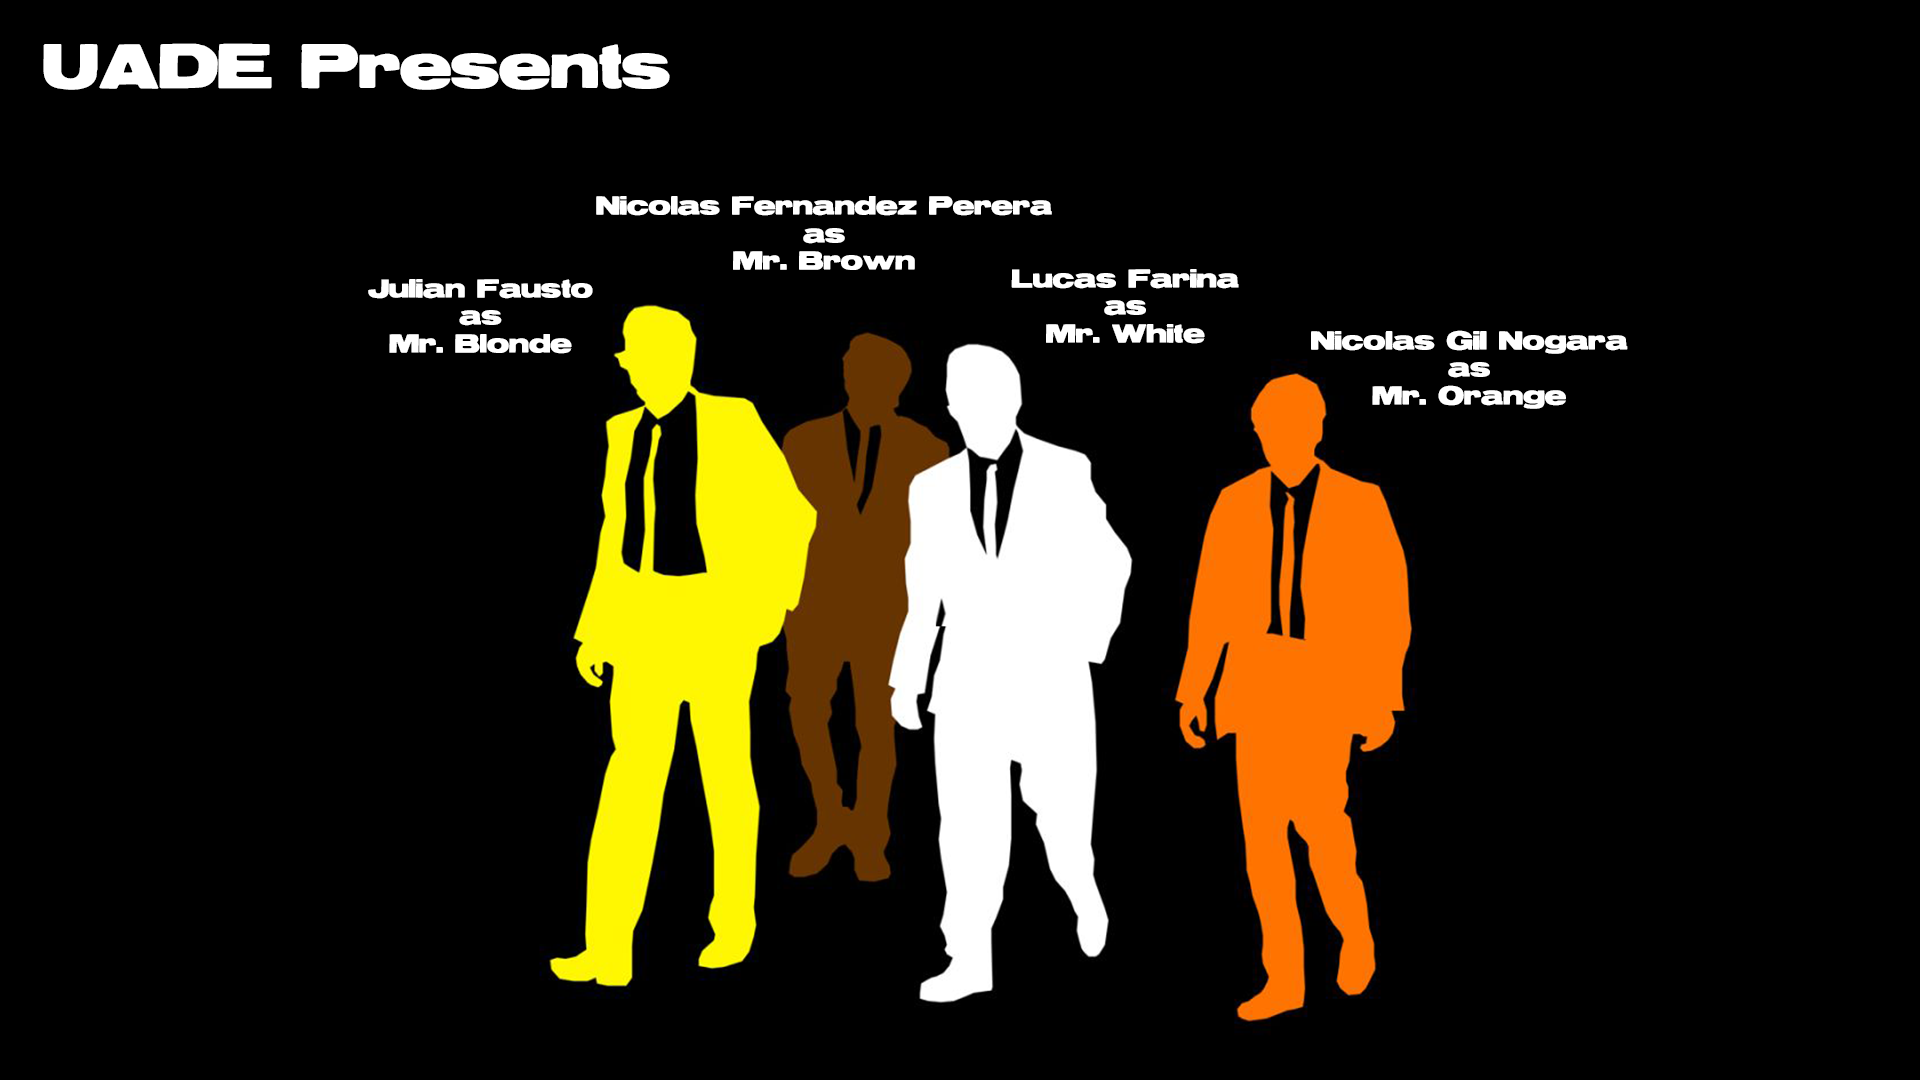 UADE Presents
Nicolas Fernandez Perera
as
Mr. Brown
Julian Fausto
as
Mr. Blonde
Lucas Farina
as
Mr. White
Nicolas Gil Nogara
as
Mr. Orange